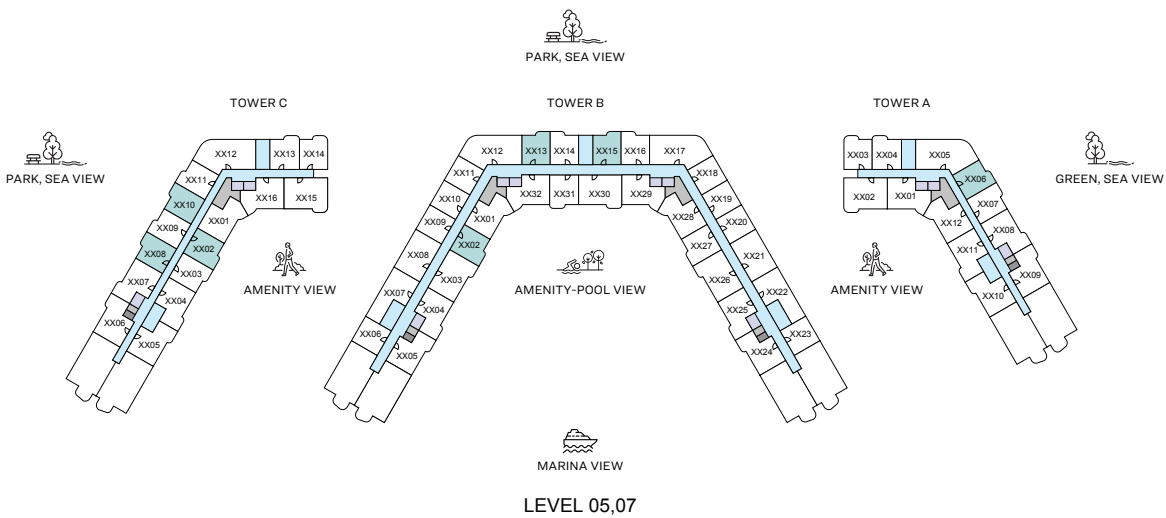 PARK, SEA VIEW
TOWER C
TOWER B
TOWER A
PARK, SEA VIEW
GREEN, SEA VIEW
XX12
XX13
XX14
XX11
XX10
XX09
XX08
XX07
XX06
XX01
XX16
XX15
XX02
XX03
XX04
XX05
XX12
XX13
XX14
XX15
XX16
XX17
XX11
XX10
XX09
XX08
XX07
XX06
XX32
XX31
XX30
XX29
XX01
XX02
XX03
XX04
XX05
XX18
XX19
XX20
XX21
XX22
XX23
XX28
XX27
XX26
XX25
XX24
XX03
XX04
XX05
XX02
XX01
XX06
XX07
XX08
XX09
XX12
XX11
XX10
AMENITY VIEW
AMENITY-POOL VIEW
AMENITY VIEW
MARINA VIEW
LEVEL 05,07